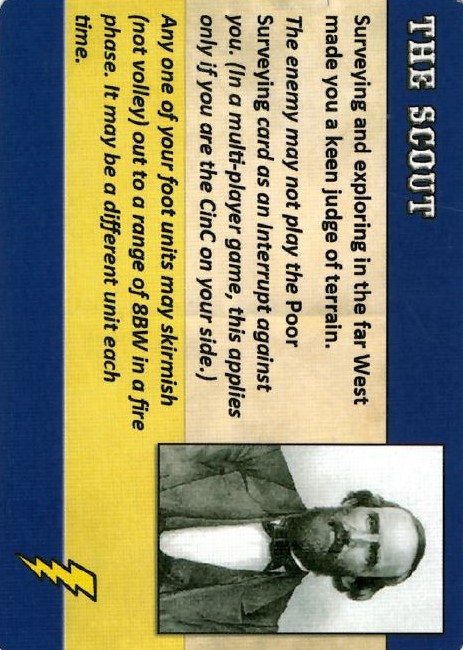 THE SCOUT
Surveying and exploring in the far West
made you a keen judge of terrain.
The enemy may not play the Poor
Surveying card as an Interrupt against
you. (In a multi-player game, this applies
only if you are the CinC on your side.)
Any one of your foot units may skirmish
(not volley) out to a range of 8BW in a fire
phase. It may be a different unit each
time.